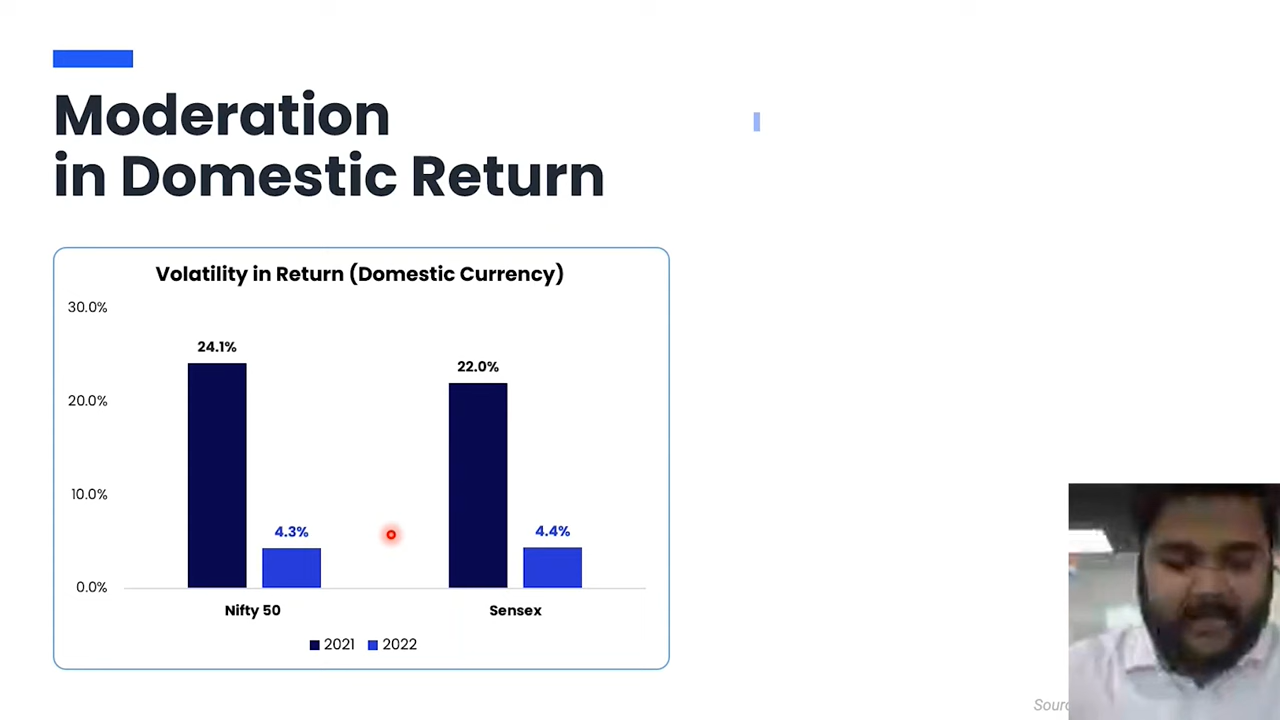 Moderation
in Domestic Return
Volatility in Return (Domestic Currency)
30.0%
24.1%
22.0%
20.0%
10.0%
4.3%
4.4%
0.0%
Nifty 50
Sensex
2021
2022